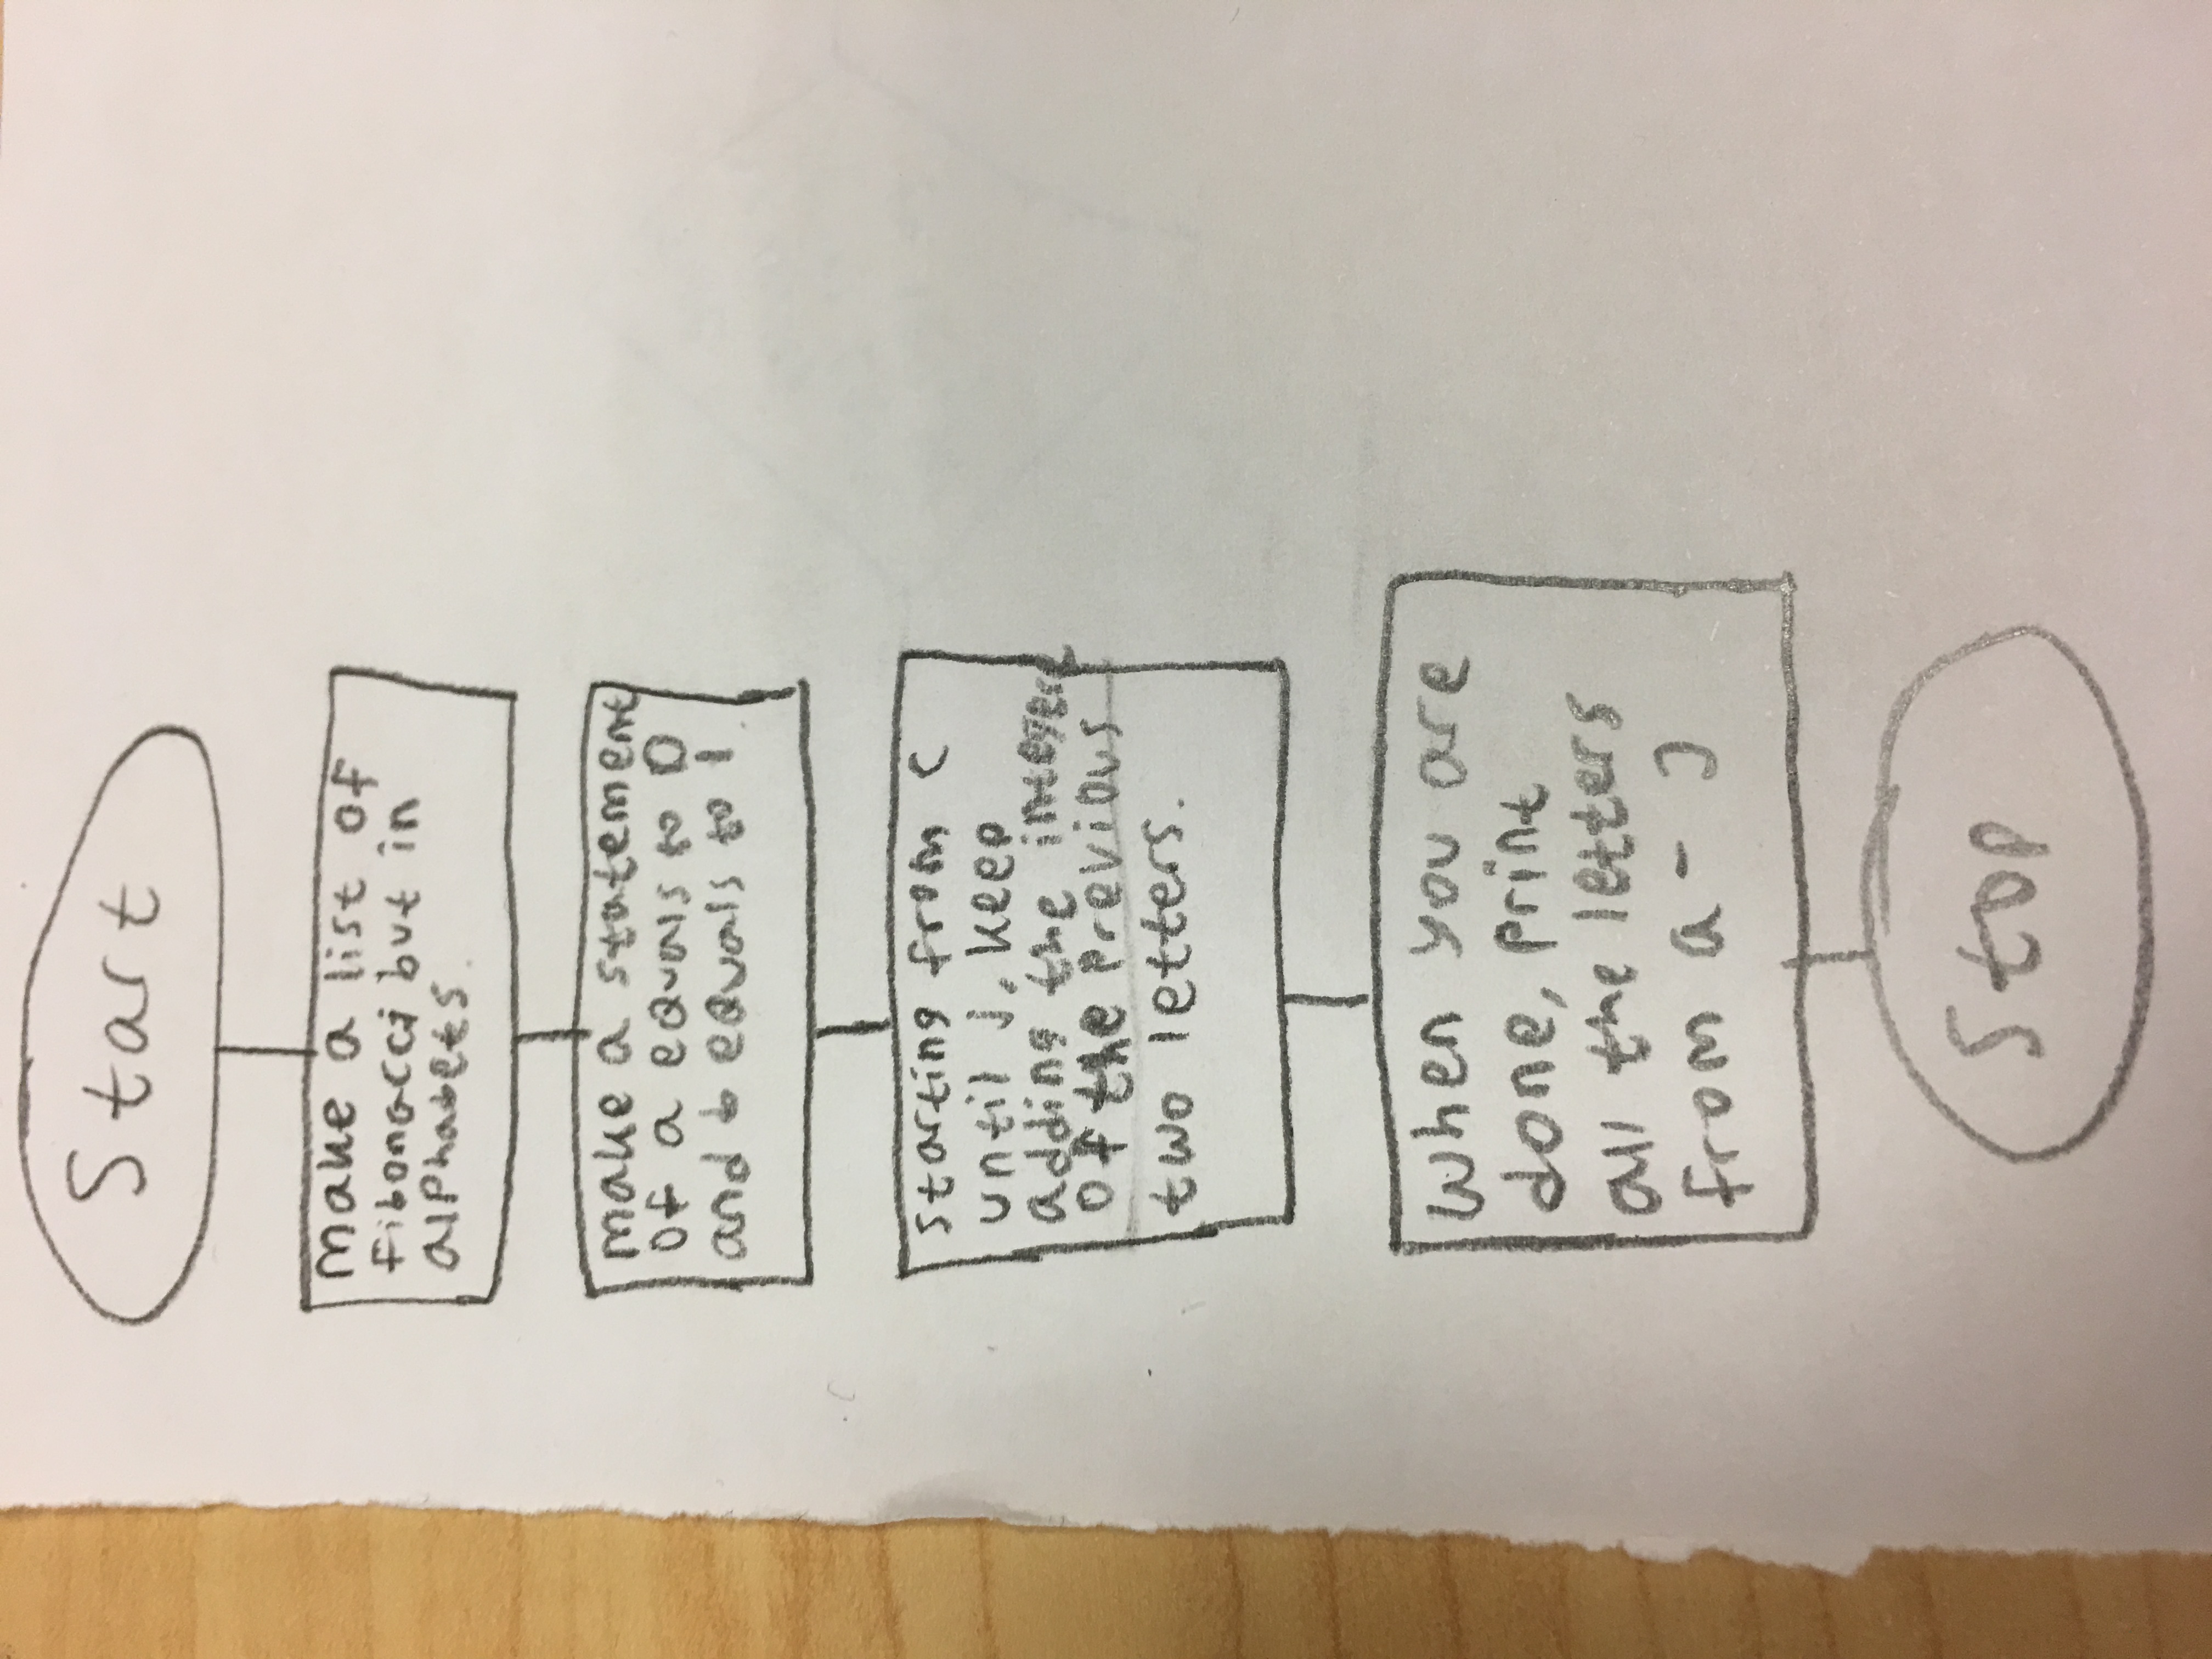 Start
make a list of
fibonacci but in
alphabets.
make a statement
of a equals to 0
and b equals to 1.
starting from c
until j, keep
adding the integers
of the previous
two letters.
When you are
done, print
all the letters
from a - J
Stop